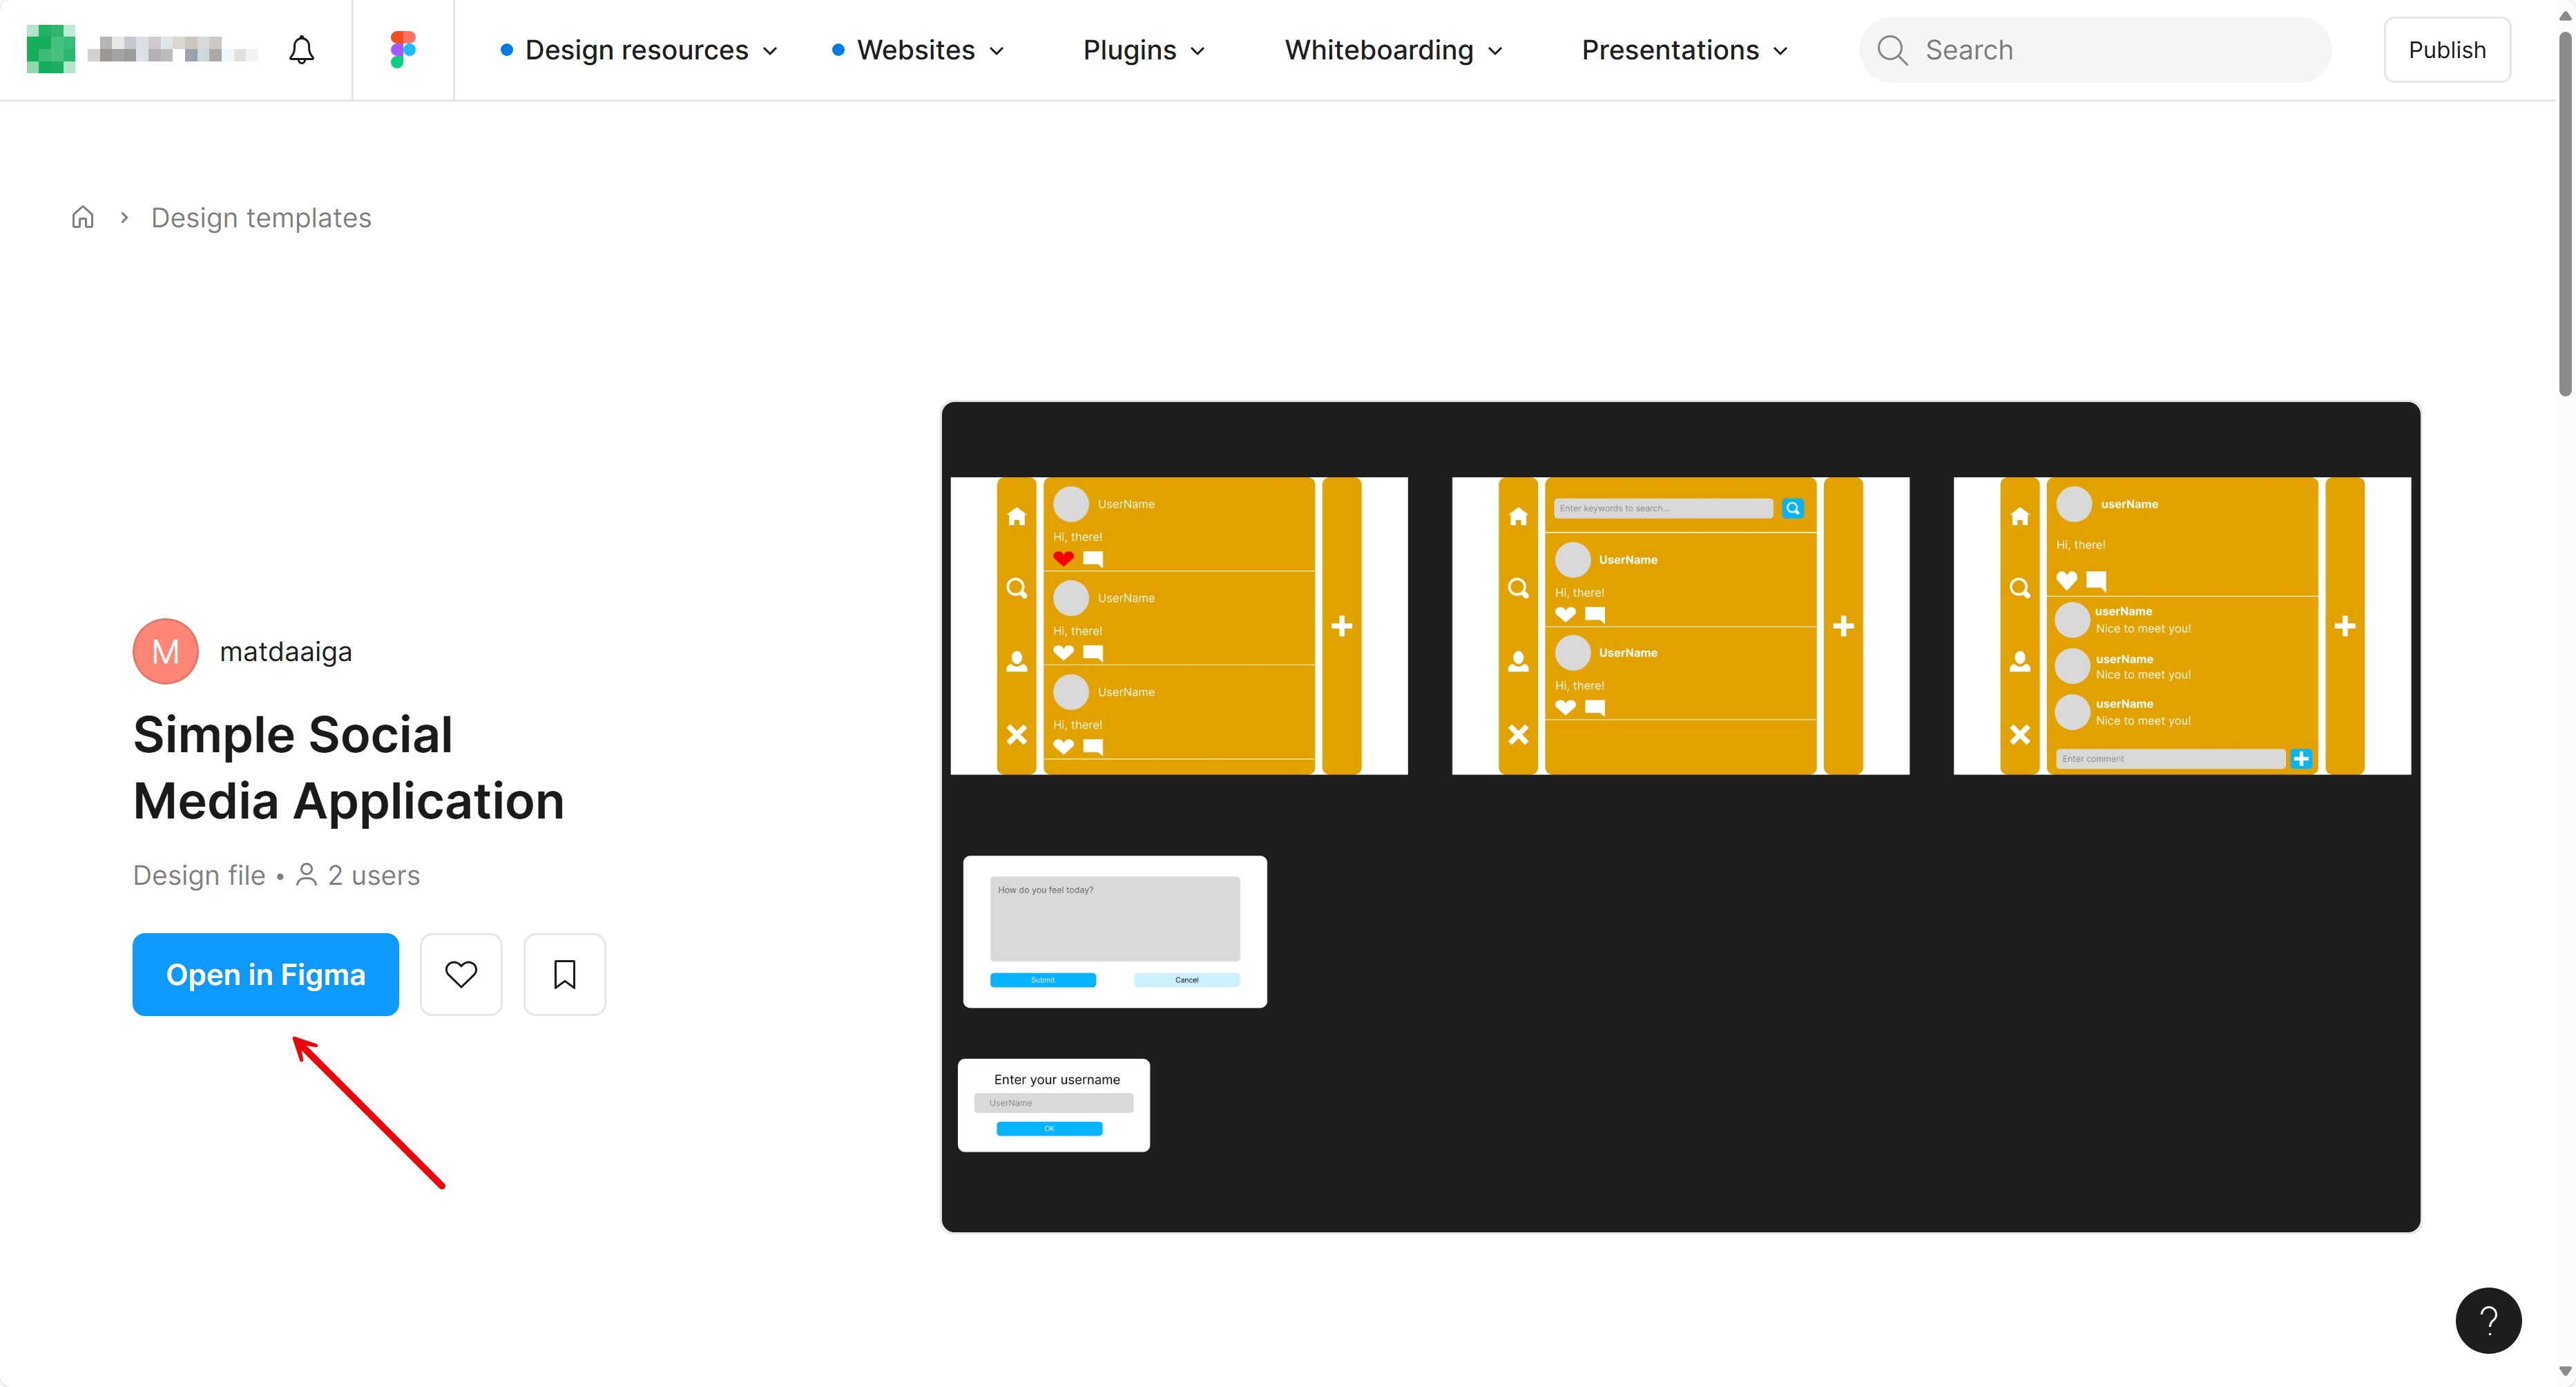 Design resources
Websites
Plugins
Whiteboarding
Presentations
Search
Publish
Design templates
M
matdaaiga
Simple Social
Media Application
Design file • 2 users
Open in Figma
UserName
Hi, there!
UserName
Hi, there!
UserName
Hi, there!
Enter keywords to search...
UserName
Hi, there!
UserName
Hi, there!
userName
Hi, there!
userName
Nice to meet you!
userName
Nice to meet you!
userName
Nice to meet you!
Enter comment
How do you feel today?
Submit
Cancel
Enter your username
UserName
OK
?